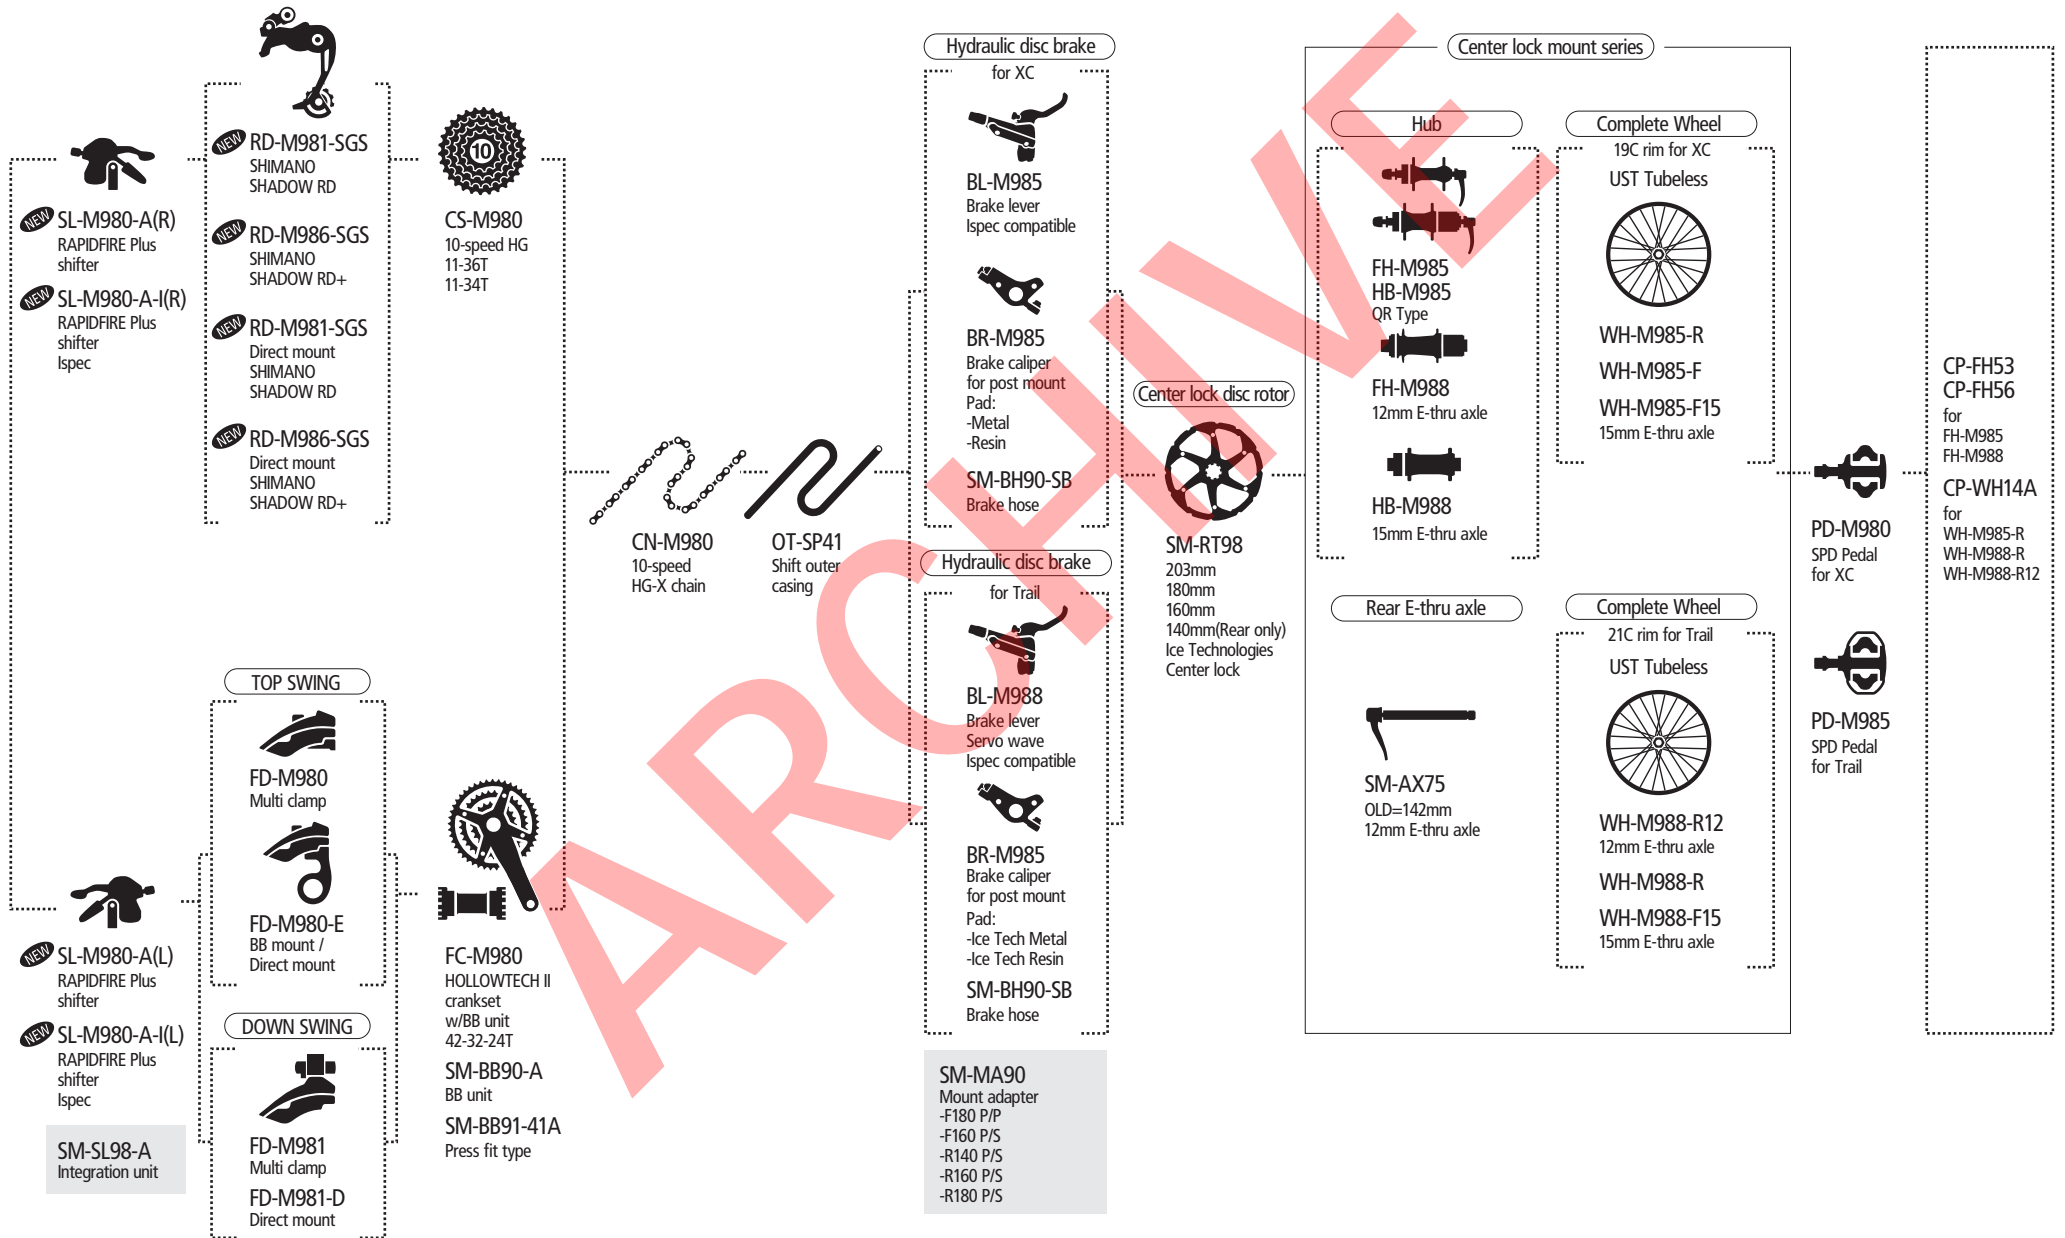 NEW SL-M980-A(R)
RAPIDFIRE Plus
shifter
NEW SL-M980-A-I(R)
RAPIDFIRE Plus
shifter
Ispec
NEW SL-M980-A(L)
RAPIDFIRE Plus
shifter
NEW SL-M980-A-I(L)
RAPIDFIRE Plus
shifter
Ispec
SM-SL98-A
Integration unit
NEW RD-M981-SGS
SHIMANO
SHADOW RD
NEW RD-M986-SGS
SHIMANO
SHADOW RD+
NEW RD-M981-SGS
Direct mount
SHIMANO
SHADOW RD
NEW RD-M986-SGS
Direct mount
SHIMANO
SHADOW RD+
TOP SWING
FD-M980
Multi clamp
FD-M980-E
BB mount /
Direct mount
DOWN SWING
FD-M981
Multi clamp
FD-M981-D
Direct mount
10
CS-M980
10-speed HG
11-36T
11-34T
FC-M980
HOLLOWTECH II
crankset
w/BB unit
42-32-24T
SM-BB90-A
BB unit
SM-BB91-41A
Press fit type
CN-M980
10-speed
HG-X chain
OT-SP41
Shift outer
casing
Hydraulic disc brake
for XC
BL-M985
Brake lever
Ispec compatible
BR-M985
Brake caliper
for post mount
Pad:
-Metal
-Resin
SM-BH90-SB
Brake hose
Hydraulic disc brake
for Trail
BL-M988
Brake lever
Servo wave
Ispec compatible
BR-M985
Brake caliper
for post mount
Pad:
-Ice Tech Metal
-Ice Tech Resin
SM-BH90-SB
Brake hose
SM-MA90
Mount adapter
-F180 P/P
-F160 P/S
-R140 P/S
-R160 P/S
-R180 P/S
Center lock disc rotor
SM-RT98
203mm
180mm
160mm
140mm(Rear only)
Ice Technologies
Center lock
Center lock mount series
Hub
FH-M985
HB-M985
QR Type
FH-M988
12mm E-thru axle
HB-M988
15mm E-thru axle
Rear E-thru axle
SM-AX75
OLD=142mm
12mm E-thru axle
Complete Wheel
19C rim for XC
UST Tubeless
WH-M985-R
WH-M985-F
WH-M985-F15
15mm E-thru axle
Complete Wheel
21C rim for Trail
UST Tubeless
WH-M988-R12
12mm E-thru axle
WH-M988-R
WH-M988-F15
15mm E-thru axle
PD-M980
SPD Pedal
for XC
PD-M985
SPD Pedal
for Trail
CP-FH53
CP-FH56
for
FH-M985
FH-M988
CP-WH14A
for
WH-M985-R
WH-M988-R
WH-M988-R12
ARCHIVE